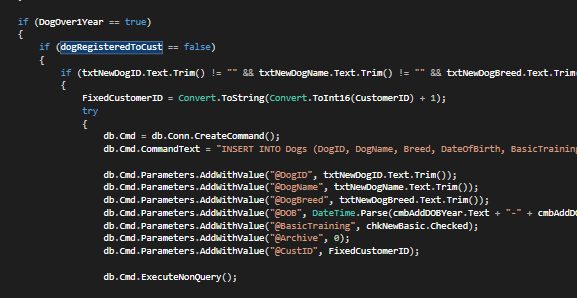 if (DogOver1Year == true)
{
if (dogRegisteredToCust == false)
{
if (txtNewDogID.Text.Trim() != "" && txtNewDogName.Text.Trim() != "" && txtNewDogBreed.Text.Trim
{
FixedCustomerID = Convert.ToString(Convert.ToInt16(CustomerID) + 1);
try
{
db.Cmd = db.Conn.CreateCommand();
db.Cmd.CommandText = "INSERT INTO Dogs (DogID, DogName, Breed, DateOfBirth, BasicTraining
db.Cmd.Parameters.AddWithValue("@DogID", txtNewDogID.Text.Trim());
db.Cmd.Parameters.AddWithValue("@DogName", txtNewDogName.Text.Trim());
db.Cmd.Parameters.AddWithValue("@DogBreed", txtNewDogBreed.Text.Trim());
db.Cmd.Parameters.AddWithValue("@DOB", DateTime.Parse(cmbAddDOBYear.Text + "-" + cmbAddDO
db.Cmd.Parameters.AddWithValue("@BasicTraining", chkNewBasic.Checked);
db.Cmd.Parameters.AddWithValue("@Archive", 0);
db.Cmd.Parameters.AddWithValue("@CustID", FixedCustomerID);
db.Cmd.ExecuteNonQuery();